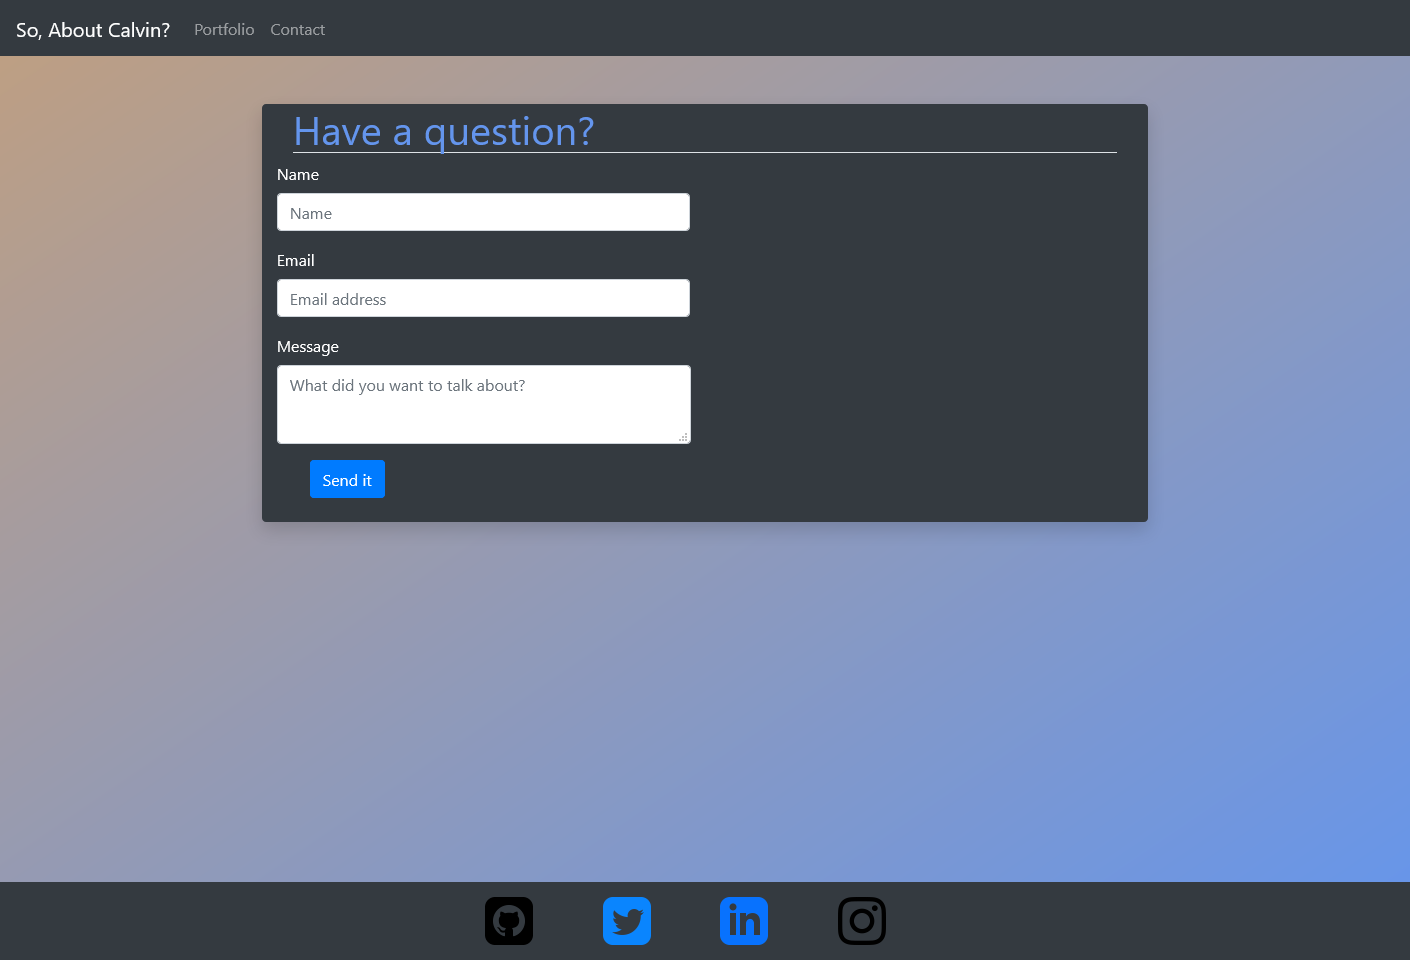 So, About Calvin? Portfolio Contact
Have a question?
Name
Name
Email
Email address
Message
What did you want to talk about?
Send it
in